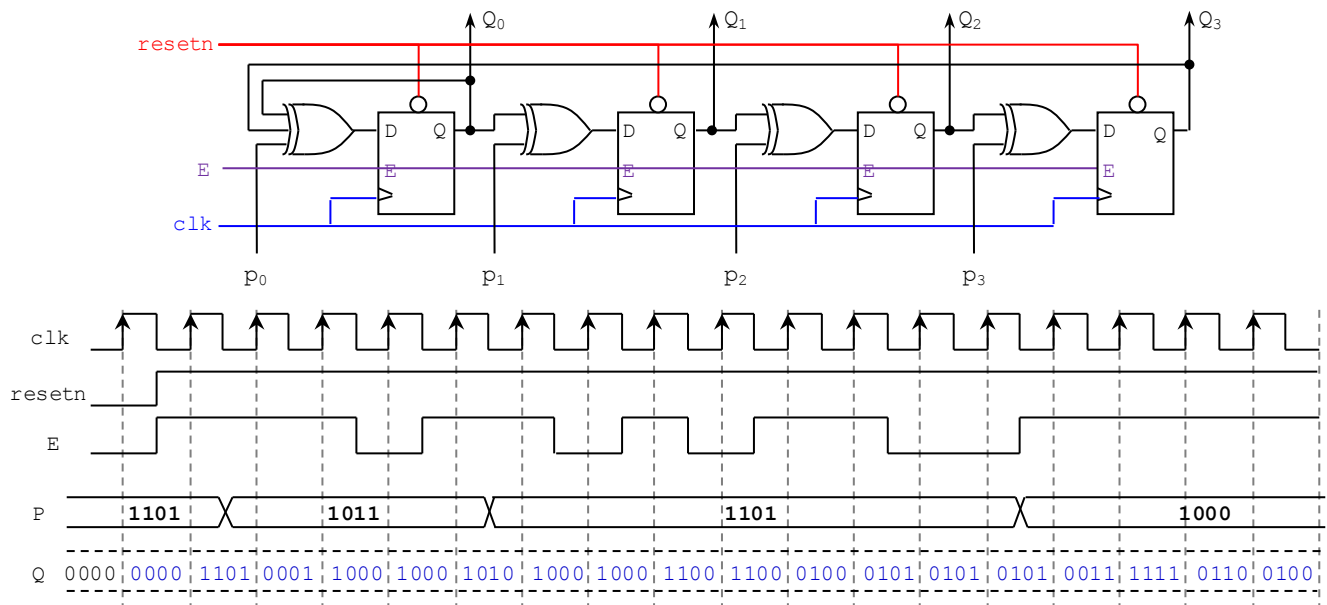 Q₀ Q₁ Q₂ Q₃
resetn
D Q D Q D Q D Q
E E E E E
clk
p₀ p₁ p₂ p₃
clk
resetn
E
P 1101 1011 1101 1000
Q 0000 0000 1101 0001 1000 1000 1010 1000 1000 1100 1100 0100 0101 0101 0101 0011 1111 0110 0100